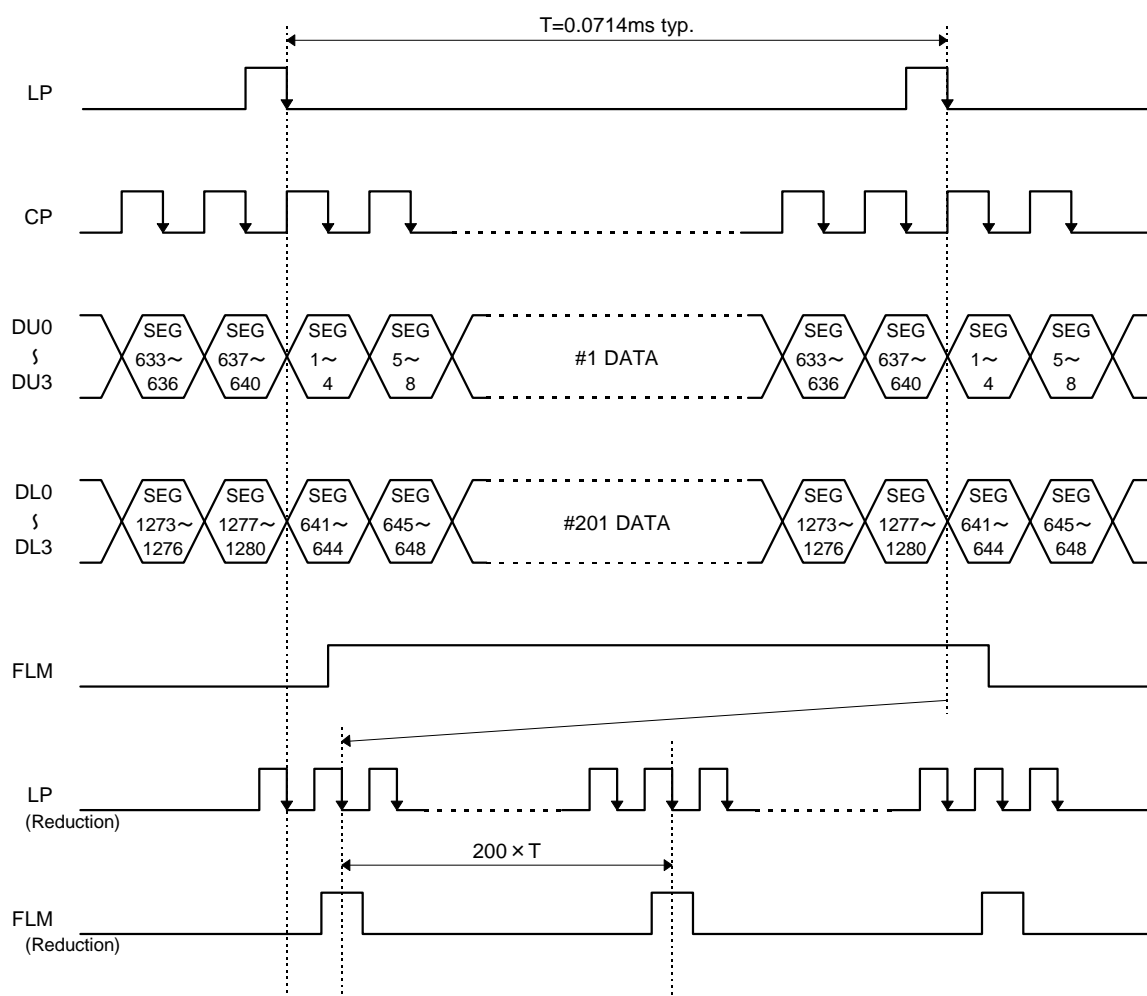 T=0.0714ms typ.
LP
CP
DU0
∫
DU3
SEG
633～
636
SEG
637～
640
SEG
1～
4
SEG
5～
8
#1 DATA
SEG
633～
636
SEG
637～
640
SEG
1～
4
SEG
5～
8
DL0
∫
DL3
SEG
1273～
1276
SEG
1277～
1280
SEG
641～
644
SEG
645～
648
#201 DATA
SEG
1273～
1276
SEG
1277～
1280
SEG
641～
644
SEG
645～
648
FLM
LP
(Reduction)
200×T
FLM
(Reduction)